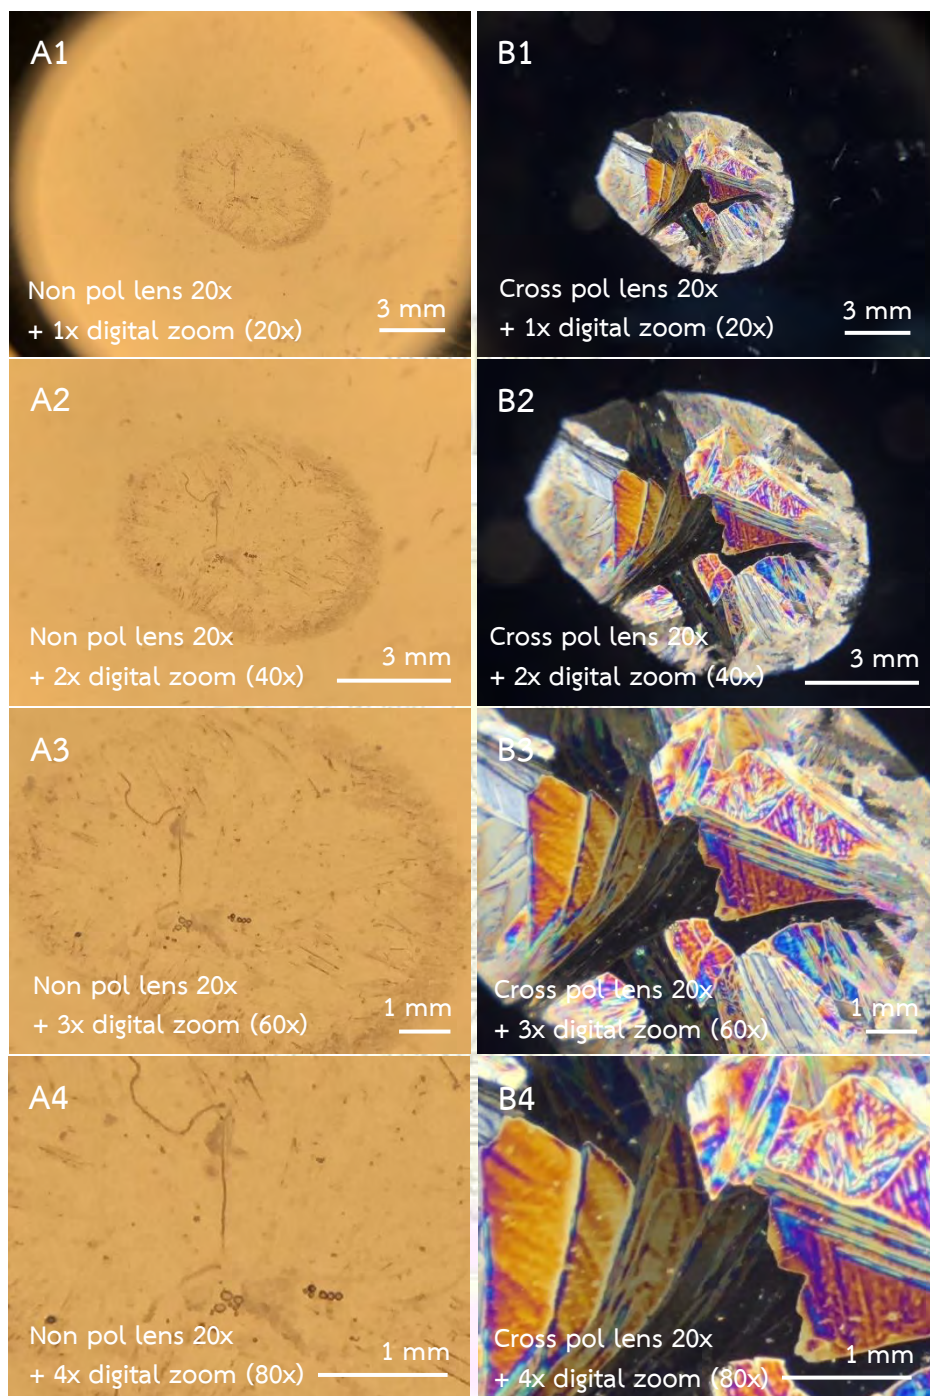 A1
Non pol lens 20x
+ 1x digital zoom (20x)
3 mm
B1
Cross pol lens 20x
+ 1x digital zoom (20x)
3 mm
A2
Non pol lens 20x
+ 2x digital zoom (40x)
3 mm
B2
Cross pol lens 20x
+ 2x digital zoom (40x)
3 mm
A3
Non pol lens 20x
+ 3x digital zoom (60x)
1 mm
B3
Cross pol lens 20x
+ 3x digital zoom (60x)
1 mm
A4
Non pol lens 20x
+ 4x digital zoom (80x)
1 mm
B4
Cross pol lens 20x
+ 4x digital zoom (80x)
1 mm